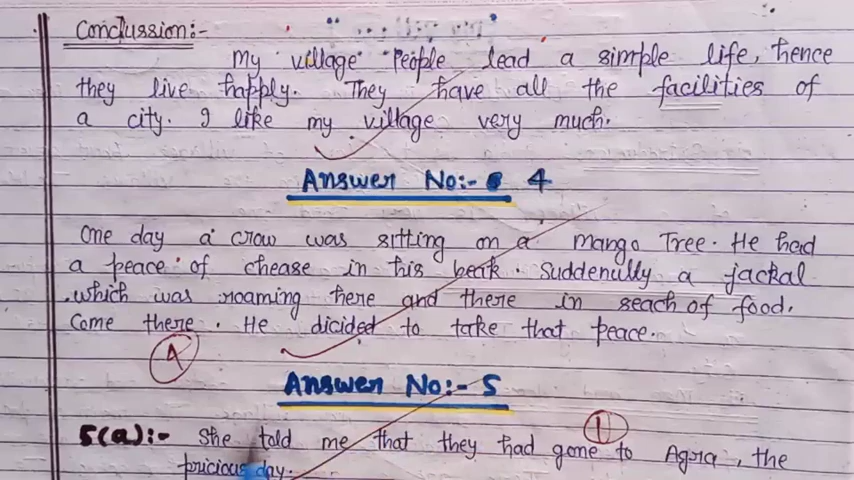 Conclussion:-
My village People lead a simple life, hence
they live happly. They have all the facilities of
a city. I like my village very much.
Answer No:- 4
One day a crow was sitting on a mango Tree. He had
a peace of chease in his beak. Suddenully a jackal
which was roaming here and there in seach of food.
Come there. He dicided to take that peace.
4
Answer No:- 5
1
5(a):- She told me that they had gone to Agra, the
pricious day.